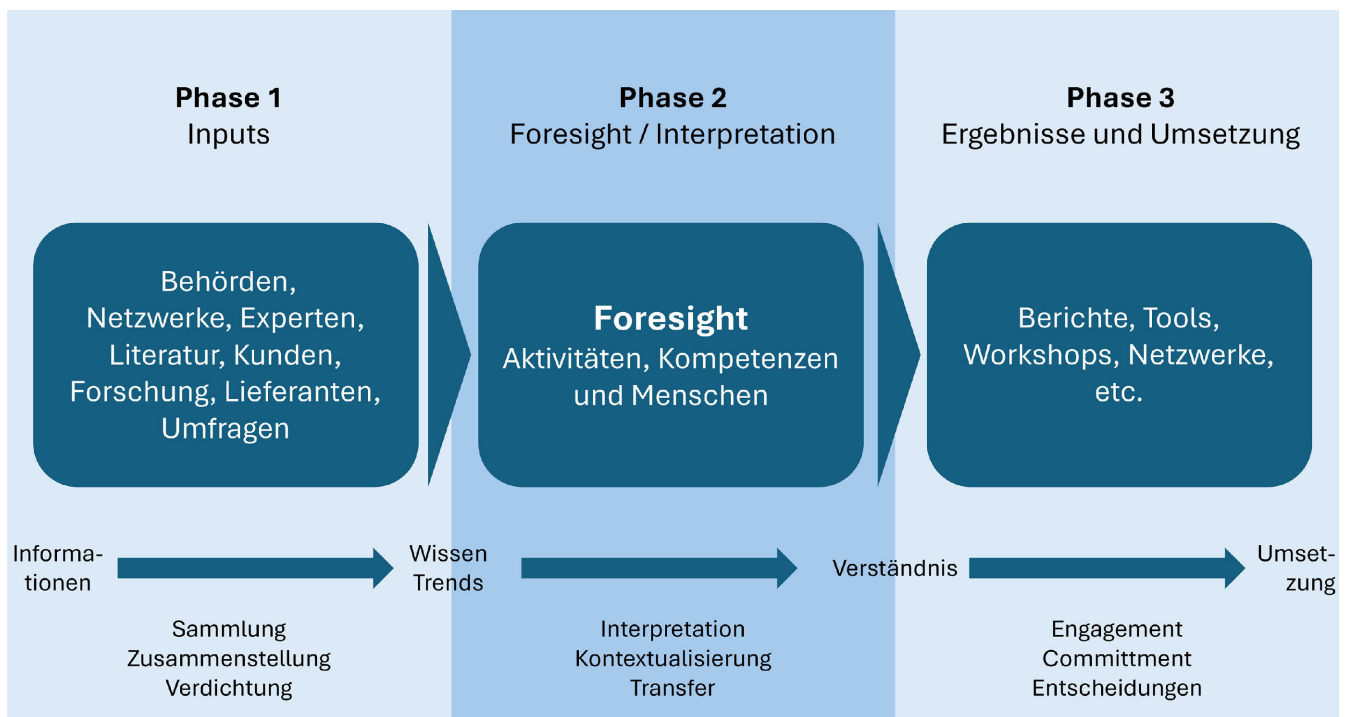 Phase 1
Inputs
Phase 2
Foresight / Interpretation
Phase 3
Ergebnisse und Umsetzung
Behörden,
Netzwerke, Experten,
Literatur, Kunden,
Forschung, Lieferanten,
Umfragen
Foresight
Aktivitäten, Kompetenzen
und Menschen
Berichte, Tools,
Workshops, Netzwerke,
etc.
Informa-
tionen
Wissen
Trends
Verständnis
Umset-
zung
Sammlung
Zusammenstellung
Verdichtung
Interpretation
Kontextualisierung
Transfer
Engagement
Committment
Entscheidungen